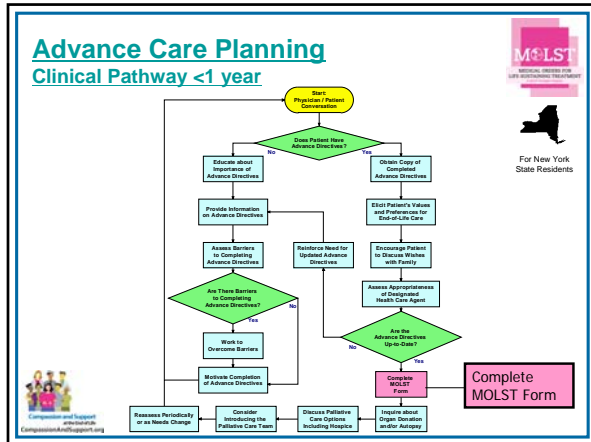 Advance Care Planning
Clinical Pathway <1 year
MOLST
MEDICAL ORDERS FOR
LIFE-SUSTAINING TREATMENT
For New York
State Residents
Start:
Physician / Patient
Conversation
Does Patient Have
Advance Directives?
No
Yes
Educate about
Importance of
Advance Directives
Obtain Copy of
Completed
Advance Directives
Provide Information
on Advance Directives
Elicit Patient's Values
and Preferences for
End-of-Life Care
Assess Barriers
to Completing
Advance Directives
Reinforce Need for
Updated Advance
Directives
Encourage Patient
to Discuss Wishes
with Family
Assess Appropriateness
of Designated
Health Care Agent
Are There Barriers
to Completing
Advance Directives?
No
Yes
Are the
Advance Directives
Up-to-Date?
No
Yes
Work to
Overcome Barriers
Motivate Completion
of Advance Directives
Complete
MOLST
Form
Complete
MOLST Form
Reassess Periodically
or as Needs Change
Consider
Introducing the
Palliative Care Team
Discuss Palliative
Care Options
Including Hospice
Inquire about
Organ Donation
and/or Autopsy
Compassion and Support
at the End of Life
CompassionAndSupport.org